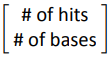 # of hits
# of bases